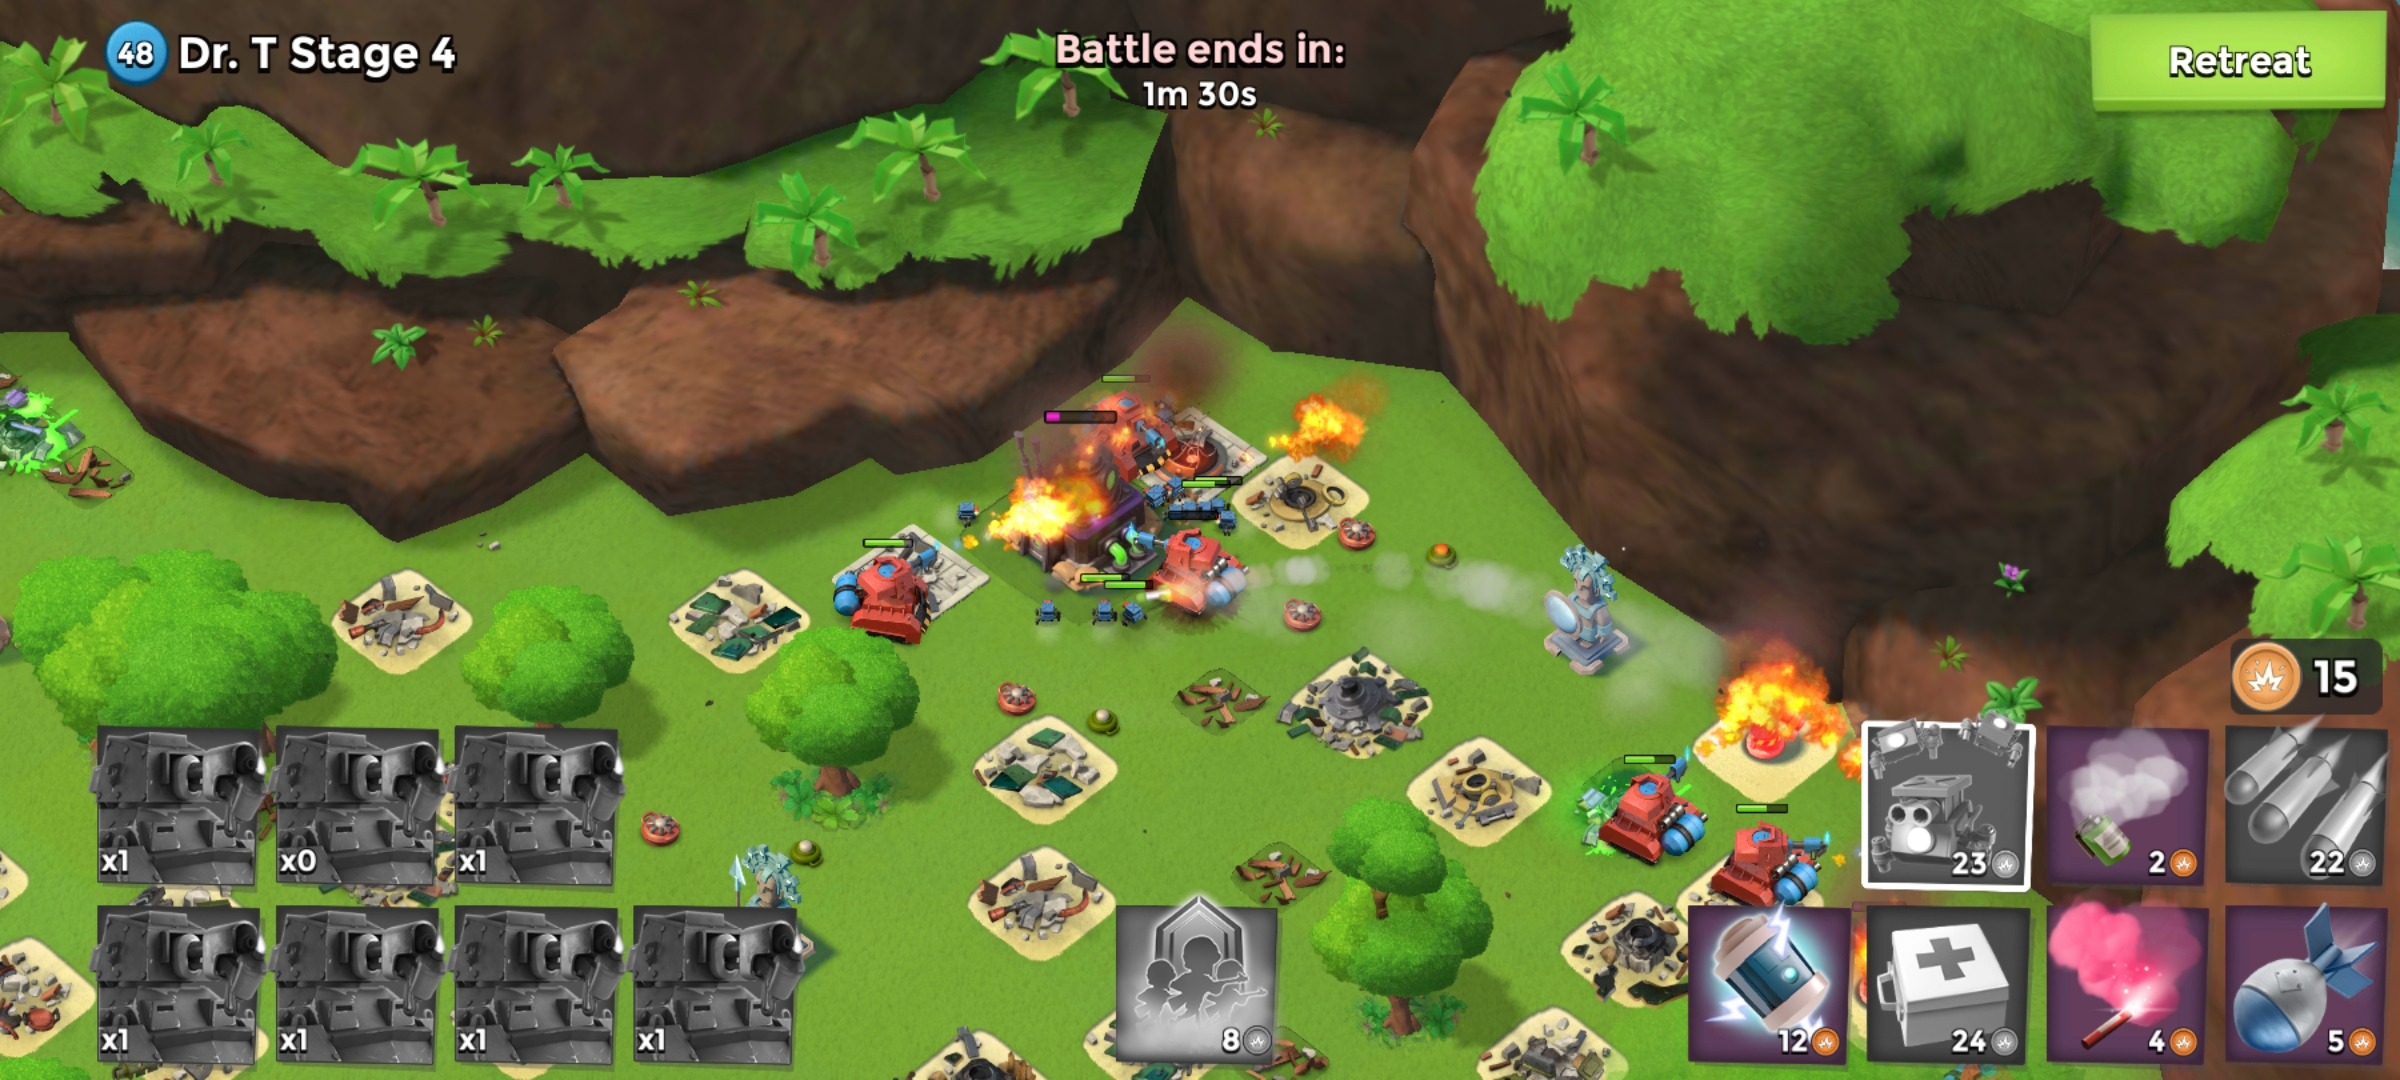 48 Dr. T Stage 4
Battle ends in:
1m 30s
Retreat
15
x1 x0 x1
23 2 22
x1 x1 x1 x1
8
12 24 4 5